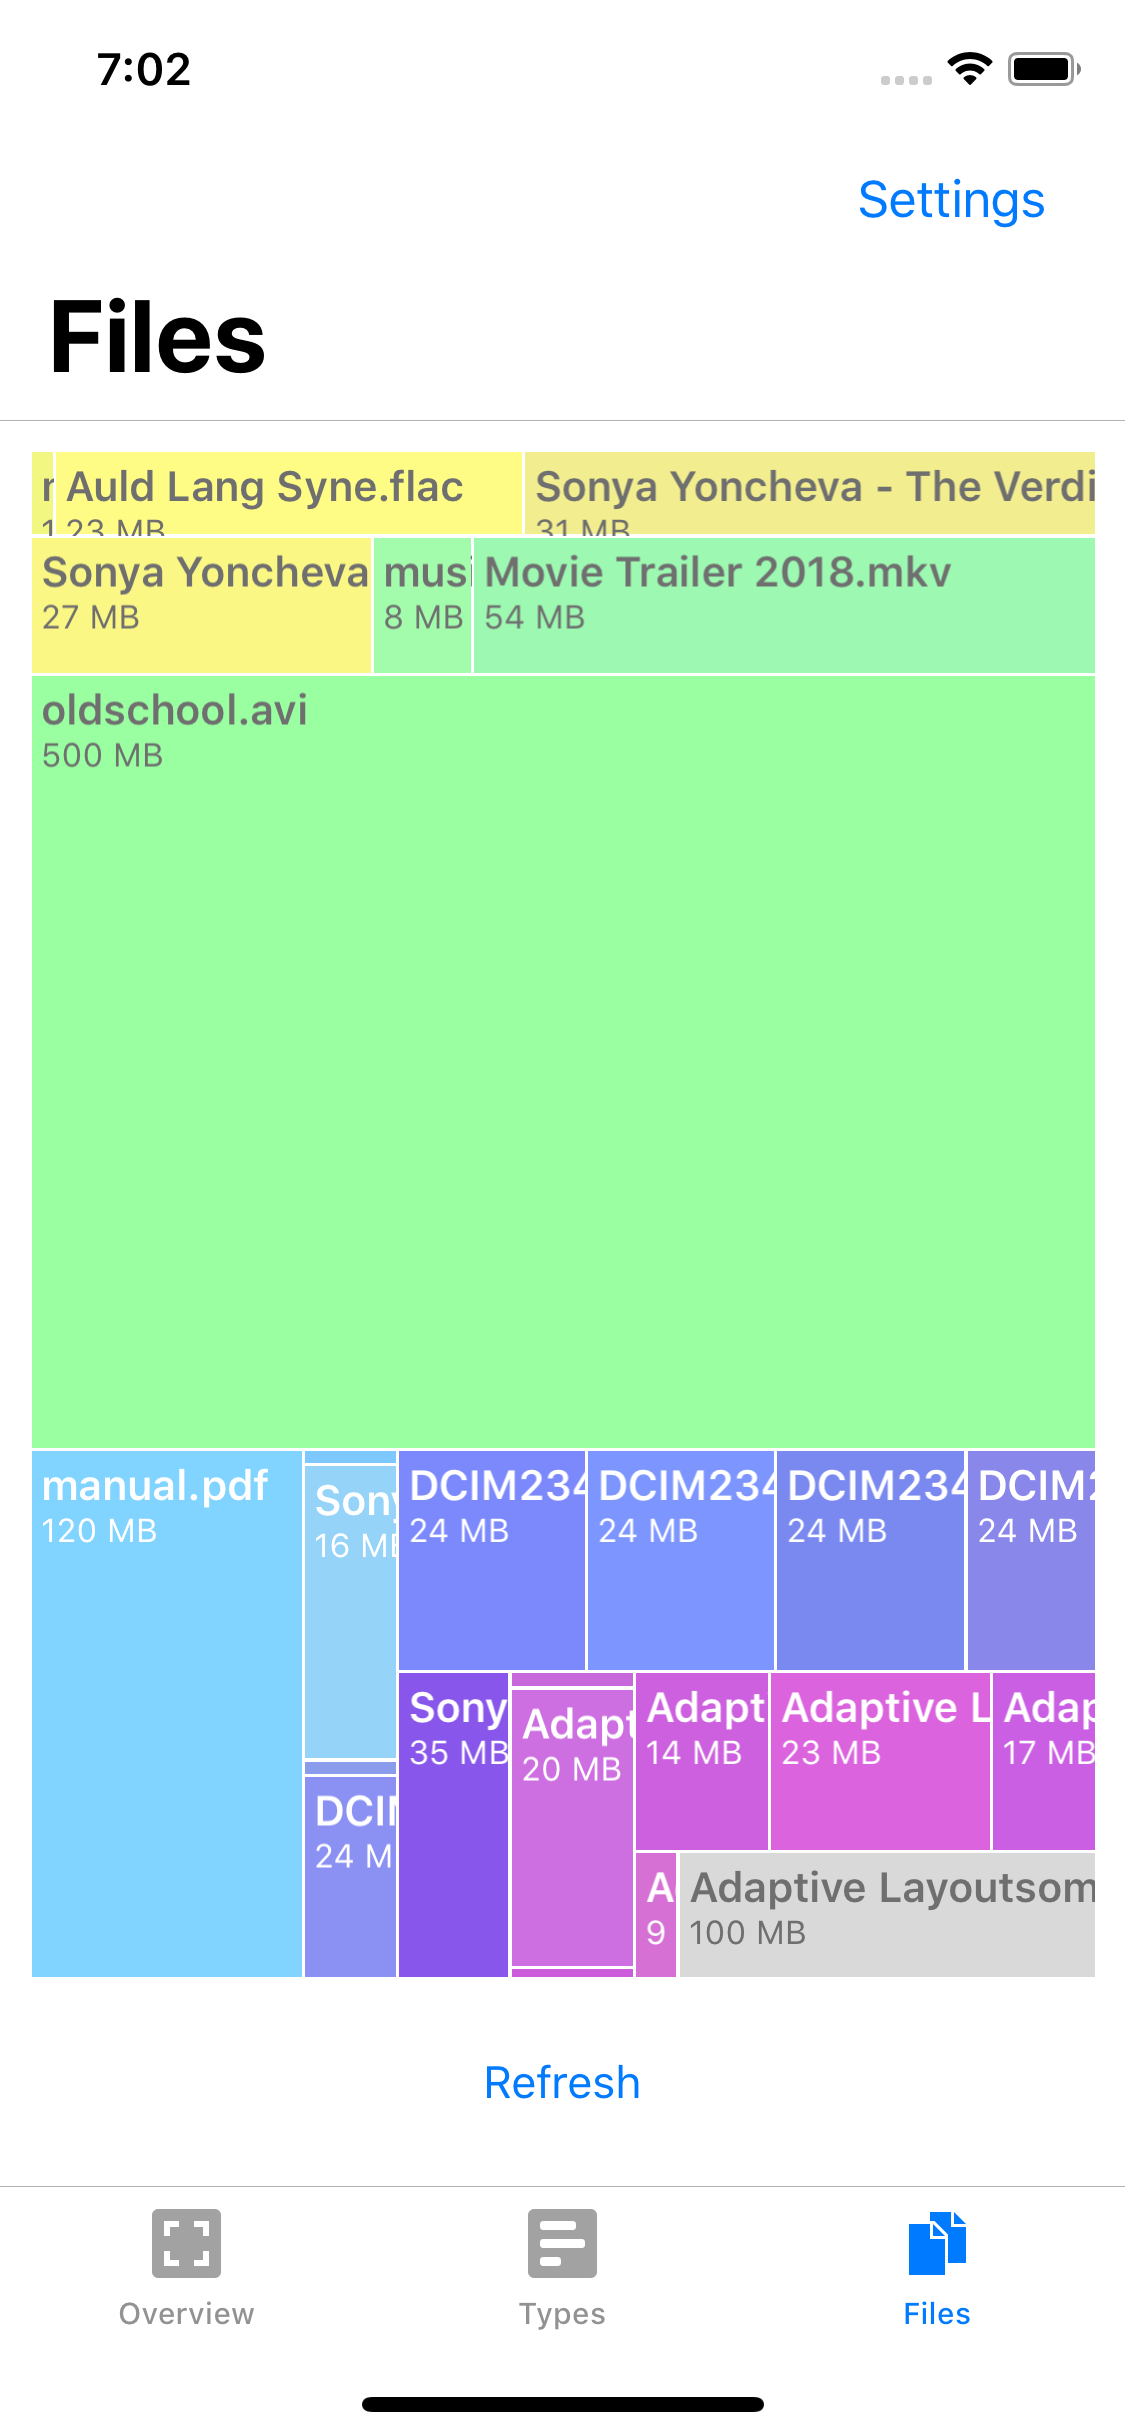 7:02
Settings
Files
Auld Lang Syne.flac
23 MB
Sonya Yoncheva - The Verdi
31 MB
Sonya Yoncheva
27 MB
musi
8 MB
Movie Trailer 2018.mkv
54 MB
oldschool.avi
500 MB
manual.pdf
120 MB
Sony
16 MB
DCIM234
24 MB
DCIM234
24 MB
DCIM234
24 MB
DCIM2
24 MB
DCIM
24 M
Sony
35 MB
Adapt
20 MB
Adapt
14 MB
Adaptive L
23 MB
Adap
17 MB
A
9
Adaptive Layoutsom
100 MB
Refresh
Overview
Types
Files